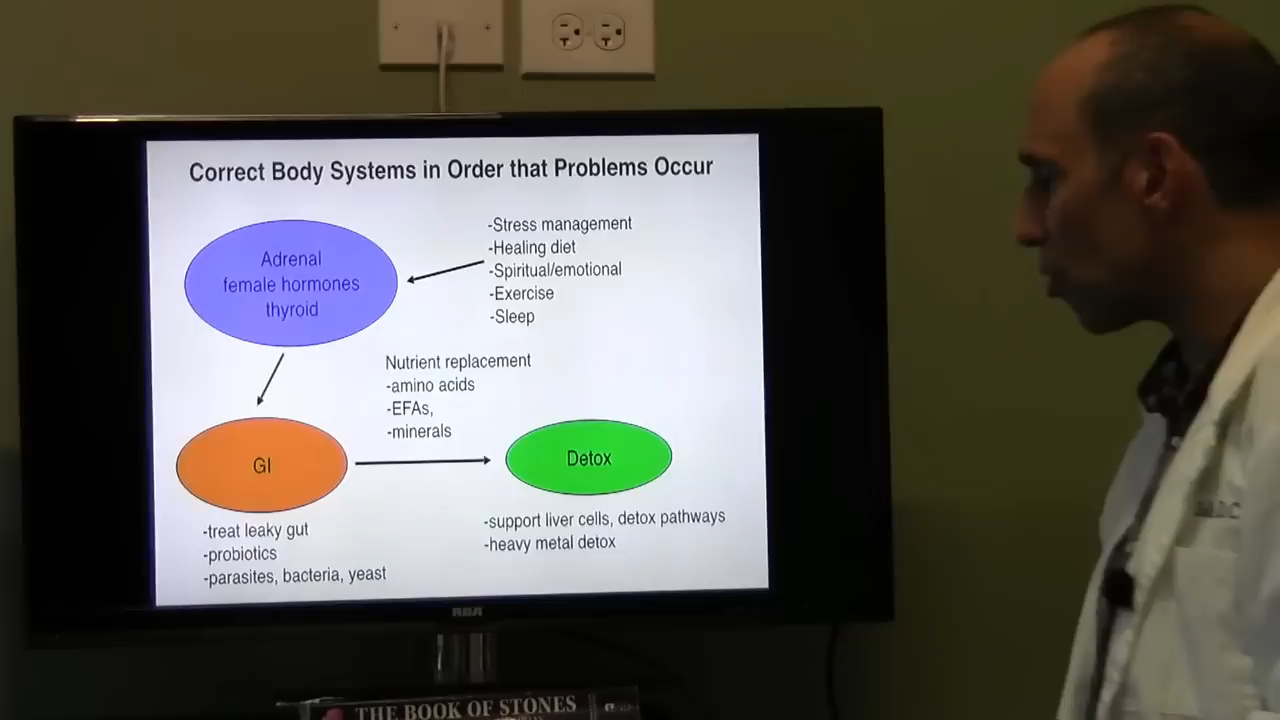 Correct Body Systems in Order that Problems Occur
Adrenal
female hormones
thyroid
-Stress management
-Healing diet
-Spiritual/emotional
-Exercise
-Sleep
Nutrient replacement
-amino acids
-EFAs,
-minerals
GI
Detox
-treat leaky gut
-probiotics
-parasites, bacteria, yeast
-support liver cells, detox pathways
-heavy metal detox
RCA
THE BOOK OF STONES